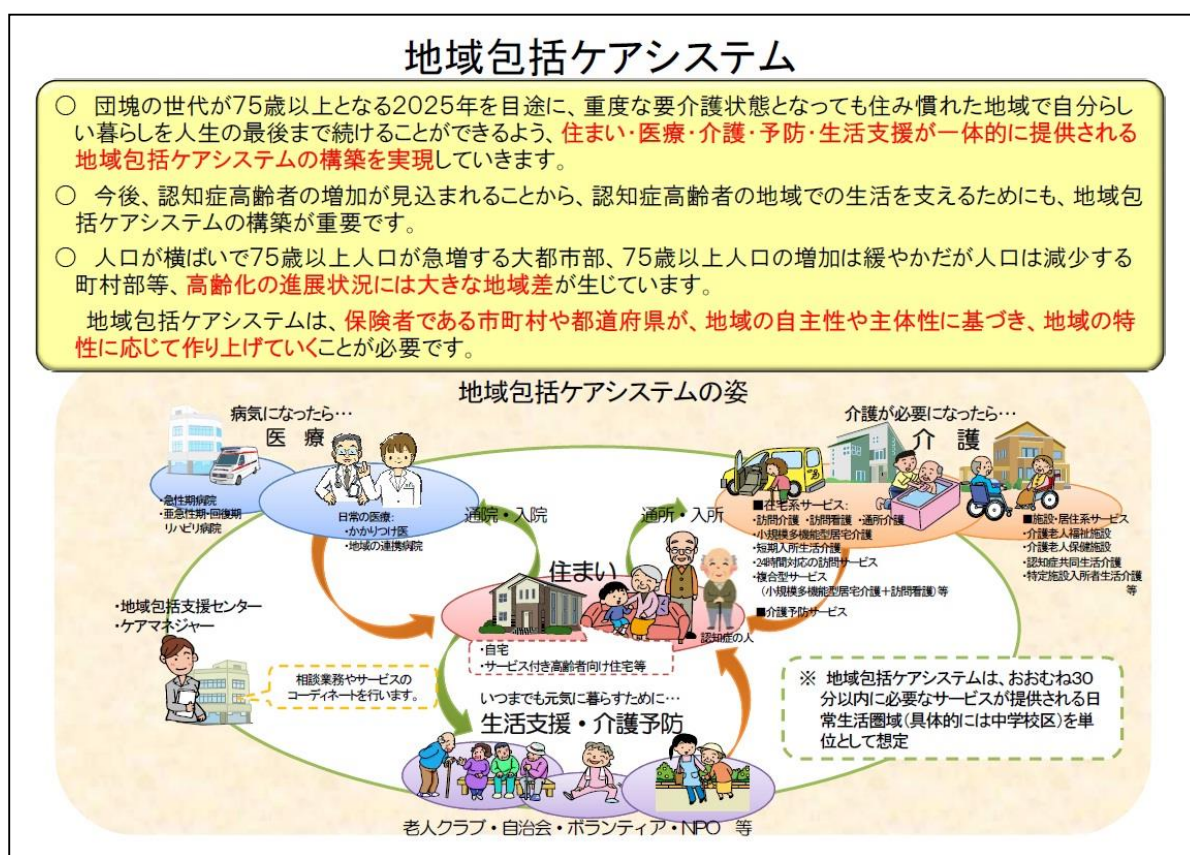 地域包括ケアシステム
○ 団塊の世代が75歳以上となる2025年を目途に、重度な要介護状態となっても住み慣れた地域で自分らし
い暮らしを人生の最後まで続けることができるよう、住まい・医療・介護・予防・生活支援が一体的に提供される
地域包括ケアシステムの構築を実現していきます。
○ 今後、認知症高齢者の増加が見込まれることから、認知症高齢者の地域での生活を支えるためにも、地域包
括ケアシステムの構築が重要です。
○ 人口が横ばいで75歳以上人口が急増する大都市部、75歳以上人口の増加は緩やかだが人口は減少する
町村部等、高齢化の進展状況には大きな地域差が生じています。
地域包括ケアシステムは、保険者である市町村や都道府県が、地域の自主性や主体性に基づき、地域の特
性に応じて作り上げていくことが必要です。
地域包括ケアシステムの姿
病気になったら…
医 療
・急性期病院
・亜急性期・回復期
リハビリ病院
日常の医療:
・かかりつけ医
・地域の連携病院
通院・入院
通所・入所
介護が必要になったら…
介 護
■在宅系サービス:
・訪問介護 ・訪問看護 ・通所介護
・小規模多機能型居宅介護
・短期入所生活介護
・24時間対応の訪問サービス
・複合型サービス
(小規模多機能型居宅介護+訪問看護)等
■介護予防サービス
■施設・居住系サービス
・介護老人福祉施設
・介護老人保健施設
・認知症共同生活介護
・特定施設入所者生活介護
等
住まい
認知症の人
・自宅
・サービス付き高齢者向け住宅等
・地域包括支援センター
・ケアマネジャー
相談業務やサービスの
コーディネートを行います。
いつまでも元気に暮らすために…
生活支援・介護予防
老人クラブ・自治会・ボランティア・NPO 等
※ 地域包括ケアシステムは、おおむね30
分以内に必要なサービスが提供される日
常生活圏域(具体的には中学校区)を単
位として想定